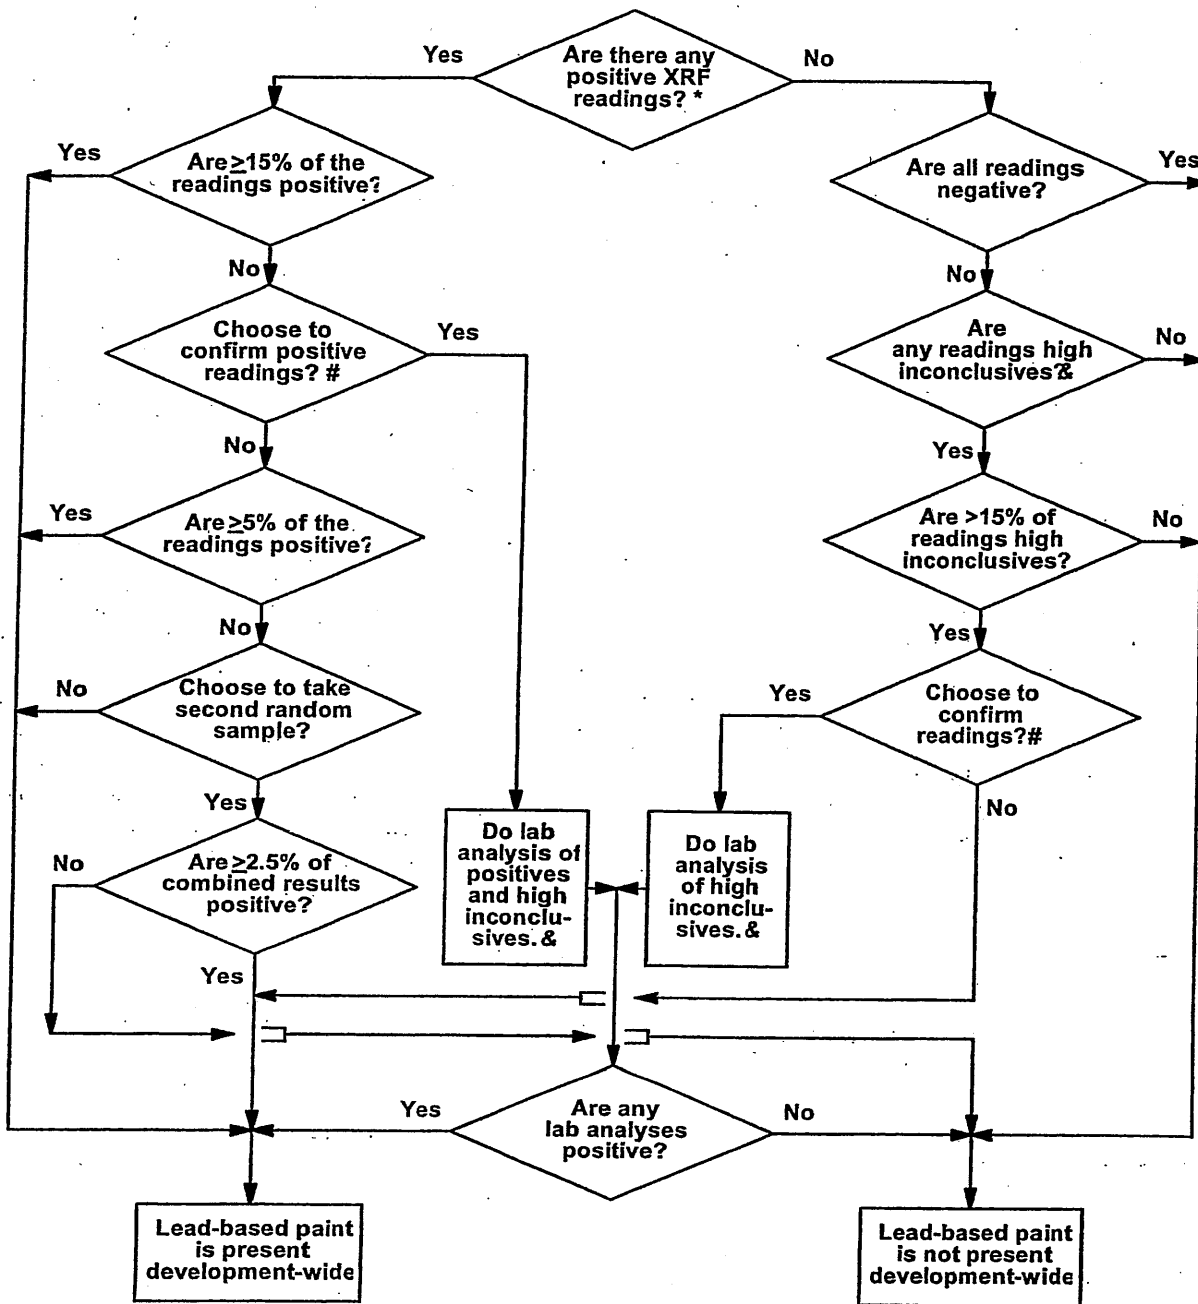 Yes
Are there any
positive XRF
readings? *
No
Yes
Are ≥15% of the
readings positive?
Are all readings
negative?
Yes
No
No
Choose to
confirm positive
readings? #
Yes
Are
any readings high
inconclusives?&
No
No
Yes
Yes
Are ≥5% of the
readings positive?
Are >15% of
readings high
inconclusives?
No
No
Yes
No
Choose to take
second random
sample?
Yes
Choose to
confirm
readings?#
Yes
No
No
Are ≥2.5% of
combined results
positive?
Do lab
analysis of
positives
and high
inconclu-
sives. &
Do lab
analysis
of high
inconclu-
sives. &
Yes
Yes
Are any
lab analyses
positive?
No
Lead-based paint
is present
development-wide
Lead-based paint
is not present
development-wide